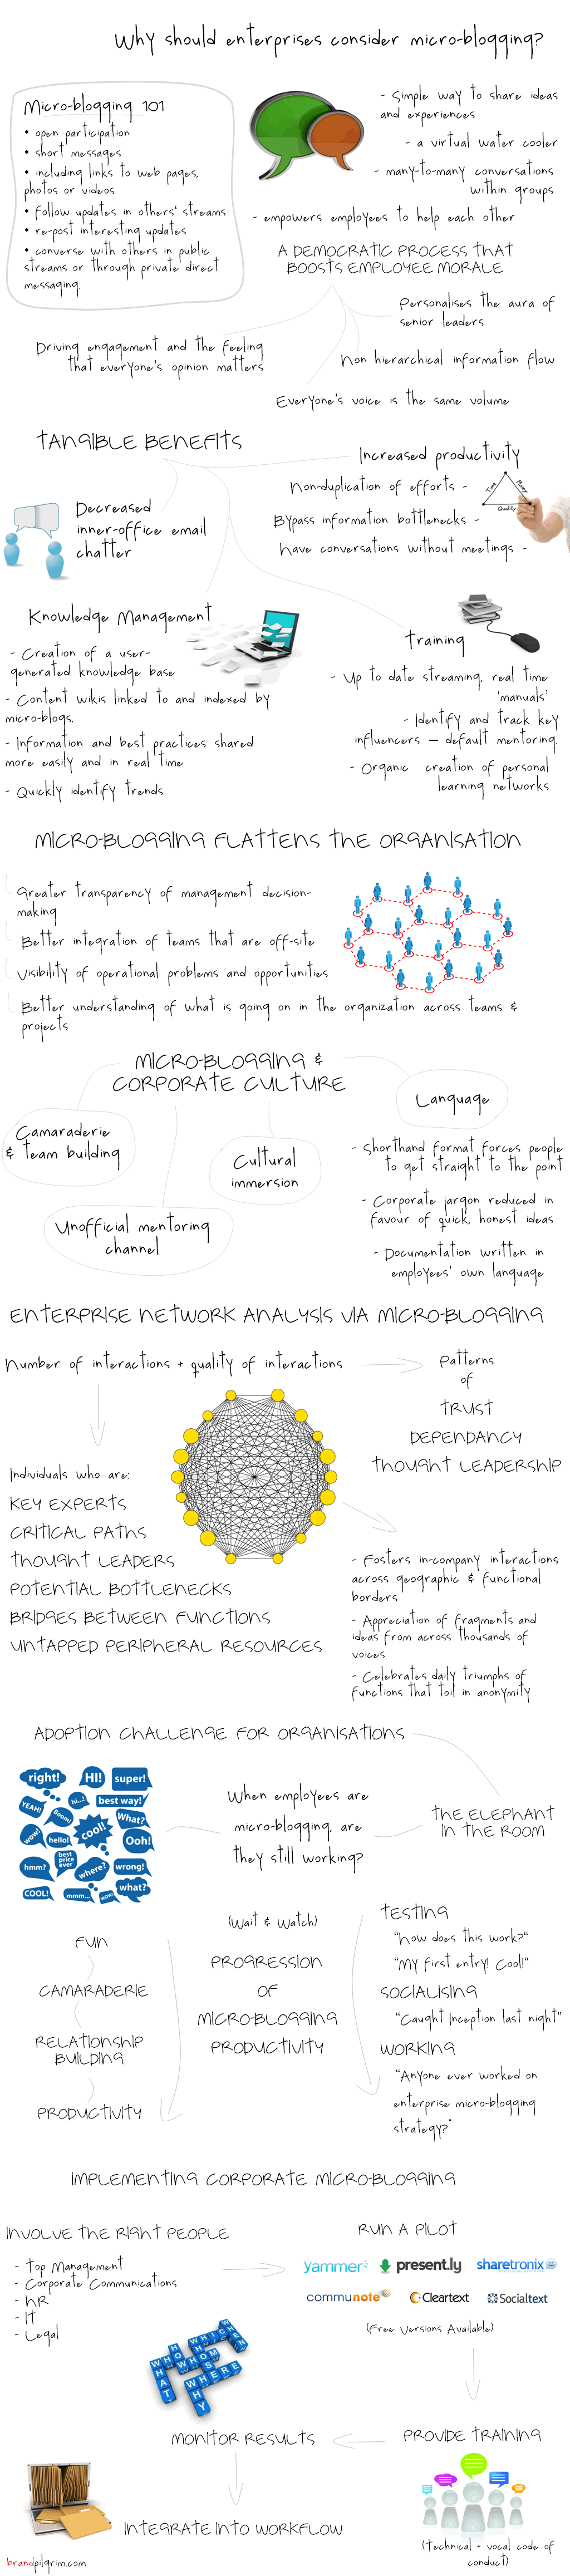 Why should enterprises consider micro-blogging?
Micro-blogging 101
• open participation
• short messages
• including links to web pages,
photos or videos
• follow updates in others' streams
• re-post interesting updates
• converse with others in public
streams or through private direct
messaging.
- Simple way to share ideas
and experiences
- a virtual water cooler
- many-to-many conversations
within groups
- empowers employees to help each other
A DEMOCRATIC PROCESS THAT
BOOSTS EMPLOYEE MORALE
Personalises the aura of
senior leaders
Driving engagement and the feeling
that everyone's opinion matters
Non hierarchical information flow
Everyone's voice is the same volume
TANGIBLE BENEFITS
Increased productivity
Non-duplication of efforts -
Bypass information bottlenecks -
have conversations without meetings -
Time
Money
Quality
Decreased
inner-office email
chatter
Knowledge Management
- Creation of a user-
generated knowledge base
- Content wikis linked to and indexed by
micro-blogs.
- Information and best practices shared
more easily and in real time
- Quickly identify trends
Training
- Up to date streaming, real time
'manuals'
- Identify and track key
influencers – default mentoring.
- Organic creation of personal
learning networks
MICRO-BLOGGING FLATTENS THE ORGANISATION
Greater transparency of management decision-
making
Better integration of teams that are off-site
Visibility of operational problems and opportunities
Better understanding of what is going on in the organization across teams &
projects
MICRO-BLOGGING &
CORPORATE CULTURE
Language
Camaraderie
& team building
Cultural
immersion
Unofficial mentoring
channel
- Shorthand format forces people
to get straight to the point
- Corporate jargon reduced in
favour of quick, honest ideas
- Documentation written in
employees' own language
ENTERPRISE NETWORK ANALYSIS VIA MICRO-BLOGGING
Number of interactions + quality of interactions
Patterns
of
TRUST
DEPENDANCY
THOUGHT LEADERSHIP
Individuals who are:
KEY EXPERTS
CRITICAL PATHS
THOUGHT LEADERS
POTENTIAL BOTTLENECKS
BRIDGES BETWEEN FUNCTIONS
UNTAPPED PERIPHERAL RESOURCES
- Fosters in-company interactions
across geographic & functional
borders
- Appreciation of fragments and
ideas from across thousands of
voices
- Celebrates daily triumphs of
functions that toil in anonymity
ADOPTION CHALLENGE FOR ORGANISATIONS
right!
HI!
super!
YEAH!
Boom!
hi...!
best way!
What?
wow!
hello!
cool!
Ooh!
hmm?
best
price
ever
where?
wrong!
COOL!
mmm...
wow!
what?
When employees are
micro-blogging, are
they still working?
THE ELEPHANT
IN THE ROOM
FUN
CAMARADERIE
RELATIONSHIP
BUILDING
PRODUCTIVITY
(Wait & Watch)
PROGRESSION
OF
MICRO-BLOGGING
PRODUCTIVITY
TESTING
"How does this work?"
"My first entry! Cool!"
SOCIALISING
"Caught Inception last night"
WORKING
"Anyone ever worked on
enterprise micro-blogging
strategy?"
IMPLEMENTING CORPORATE MICRO-BLOGGING
INVOLVE THE RIGHT PEOPLE
- Top Management
- Corporate Communications
- HR
- IT
- Legal
RUN A PILOT
yammer
present.ly
sharetronix
communote
Cleartext
Socialtext
(Free Versions Available)
WHAT
HOW
WHO
WHOM
WHOSE
WHICH
WHEN
WHERE
WHY
MONITOR RESULTS
PROVIDE TRAINING
INTEGRATE INTO WORKFLOW
(technical + vocal code of
conduct)
brandpilgrim.com